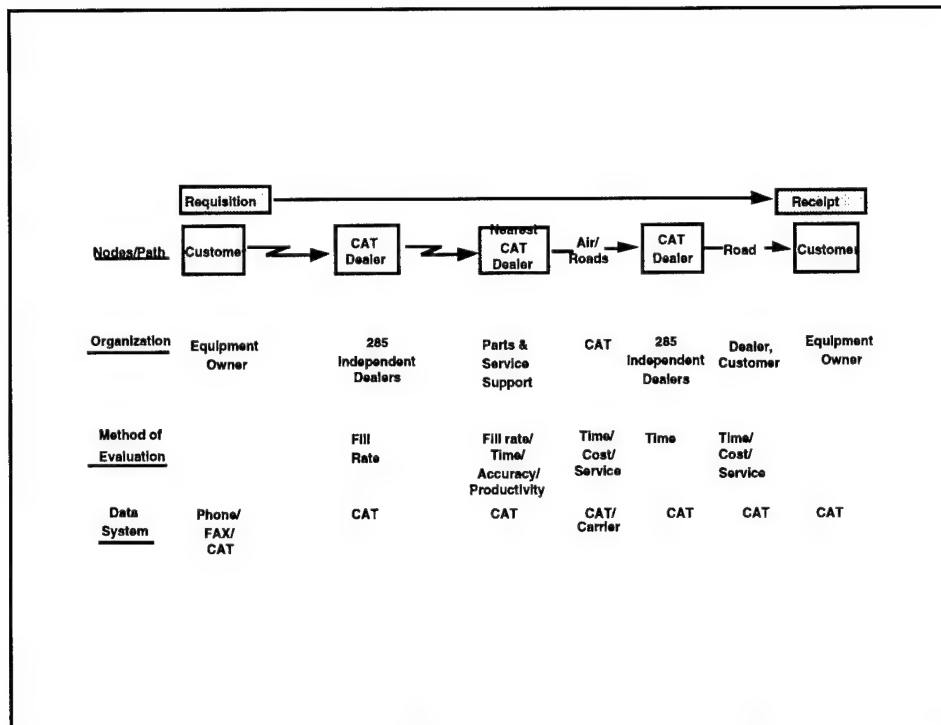 Requisition
Receipt
Nodes/Path
Customer
CAT
Dealer
Nearest
CAT
Dealer
Air/
Roads
CAT
Dealer
Road
Customer
Organization
Equipment
Owner
285
Independent
Dealers
Parts &
Service
Support
CAT
285
Independent
Dealers
Dealer,
Customer
Equipment
Owner
Method of
Evaluation
Fill
Rate
Fill rate/
Time/
Accuracy/
Productivity
Time/
Cost/
Service
Time
Time/
Cost/
Service
Data
System
Phone/
FAX/
CAT
CAT
CAT
CAT/
Carrier
CAT
CAT
CAT